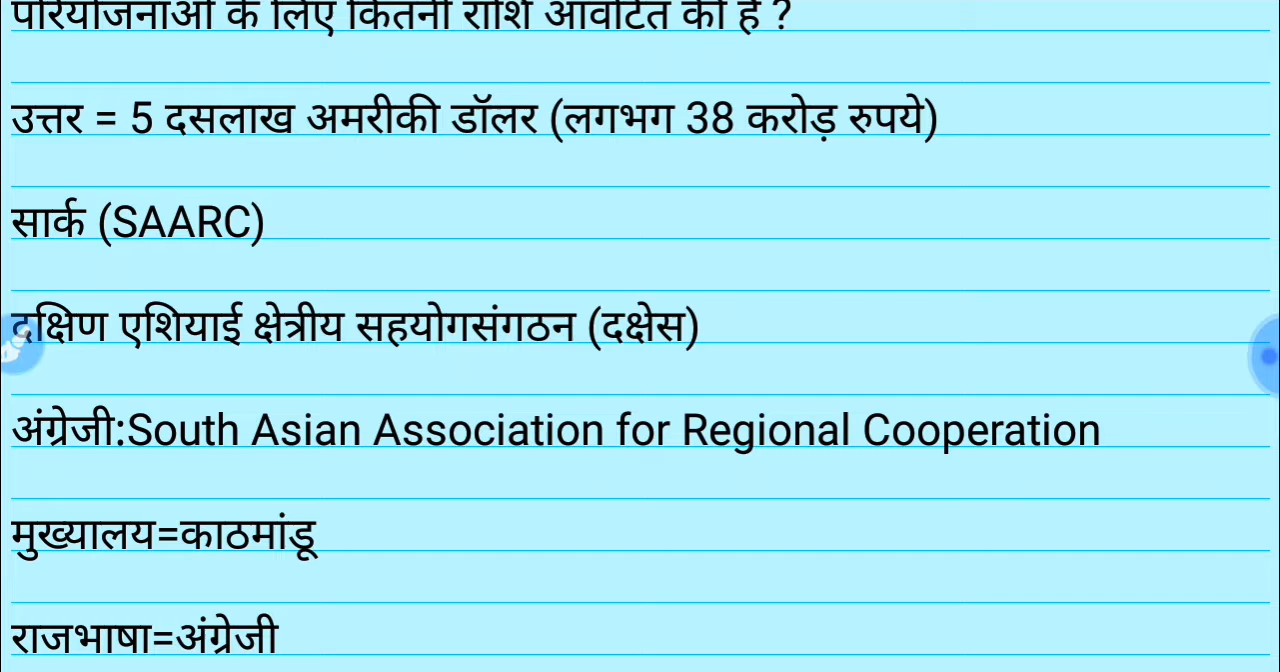 परियोजनाओं के लिए कितनी राशि आवंटित की है ?
उत्तर = 5 दसलाख अमरीकी डॉलर (लगभग 38 करोड़ रुपये)
सार्क (SAARC)
दक्षिण एशियाई क्षेत्रीय सहयोगसंगठन (दक्षेस)
अंग्रेजी:South Asian Association for Regional Cooperation
मुख्यालय=काठमांडू
राजभाषा=अंग्रेजी